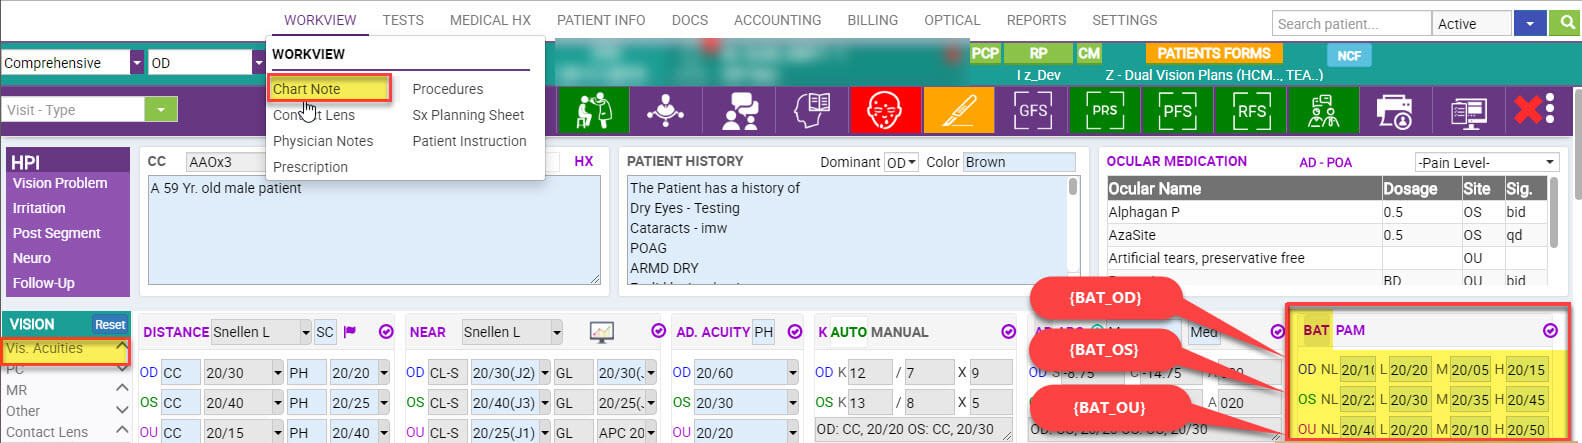 WORKVIEW TESTS MEDICAL HX PATIENT INFO DOCS ACCOUNTING BILLING OPTICAL REPORTS SETTINGS Search patient... Active
Comprehensive OD
WORKVIEW
Chart Note Procedures
Contact Lens Sx Planning Sheet
Physician Notes Patient Instruction
Prescription
PCP RP CM PATIENTS FORMS NCF
I z_Dev Z - Dual Vision Plans (HCM.., TEA..)
Visit - Type
GFS PRS PFS RFS
HPI
Vision Problem
Irritation
Post Segment
Neuro
Follow-Up
CC AAOx3 HX
A 59 Yr. old male patient
PATIENT HISTORY Dominant OD Color Brown
The Patient has a history of
Dry Eyes - Testing
Cataracts - imw
POAG
ARMD DRY
OCULAR MEDICATION AD - POA -Pain Level-
Ocular Name Dosage Site Sig.
Alphagan P 0.5 OS bid
AzaSite 0.5 OS qd
Artificial tears, preservative free OU
BD OU bid
{BAT_OD}
{BAT_OS}
{BAT_OU}
VISION Reset
Vis. Acuities
PC
MR
Other
Contact Lens
DISTANCE Snellen L SC
OD CC 20/30 PH 20/20
OS CC 20/40 PH 20/25
OU CC 20/15 PH 20/40
NEAR Snellen L
OD CL-S 20/30(J2) GL 20/30(.
OS CL-S 20/40(J3) GL 20/25(.
OU CL-S 20/25(J1) GL APC 20
AD. ACUITY PH
OD 20/60
OS 20/30
OU 20/20
K AUTO MANUAL
OD K 12 / 7 X 9
OS K 13 / 8 X 5
OD: CC, 20/20 OS: CC, 20/30
Med
OD S -8.75 C -14.75
A 020
BAT PAM
OD NL 20/10 L 20/20 M 20/05 H 20/15
OS NL 20/2 L 20/30 M 20/35 H 20/45
OU NL 20/40 L 20/20 M 20/10 H 20/50